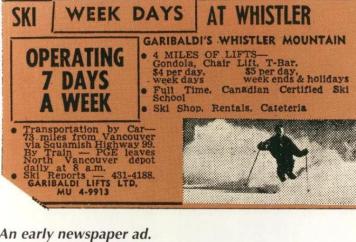 SKI WEEK DAYS AT WHISTLER
OPERATING
7 DAYS
A WEEK
GARIBALDI'S WHISTLER MOUNTAIN
• 4 MILES OF LIFTS—
Gondola, Chair Lift, T-Bar.
$4 per day, $5 per day,
week days week ends & holidays
• Full Time, Canadian Certified Ski
School
• Ski Shop, Rentals, Cafeteria
• Transportation by Car—
73 miles from Vancouver
via Squamish Highway 99.
By Train — PGE leaves
North Vancouver depot
daily at 8 a.m.
• Ski Reports — 431-4188.
GARIBALDI LIFTS LTD.
MU 4-9913
An early newspaper ad.